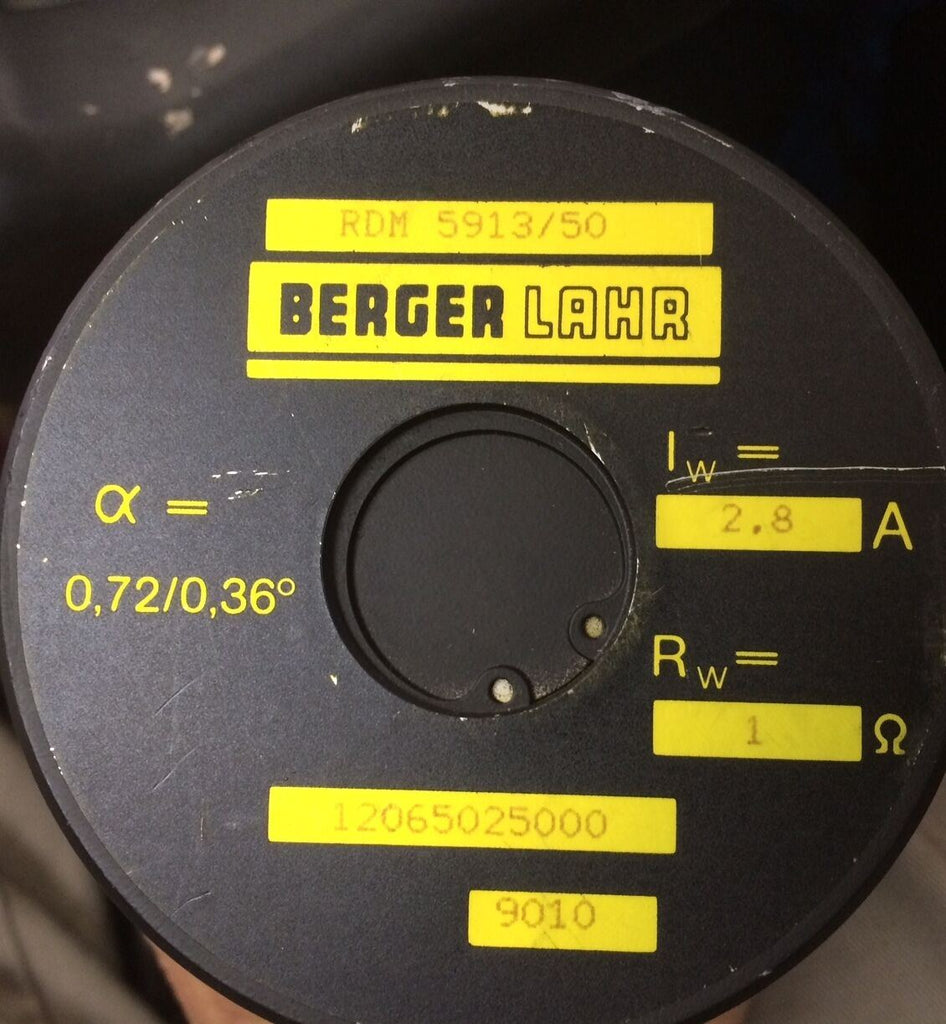 RDM 5913/50
BERGER LAHR
I_W =
2,8 A
α =
0,72/0,36°
R_W =
1 Ω
12065025000
9010